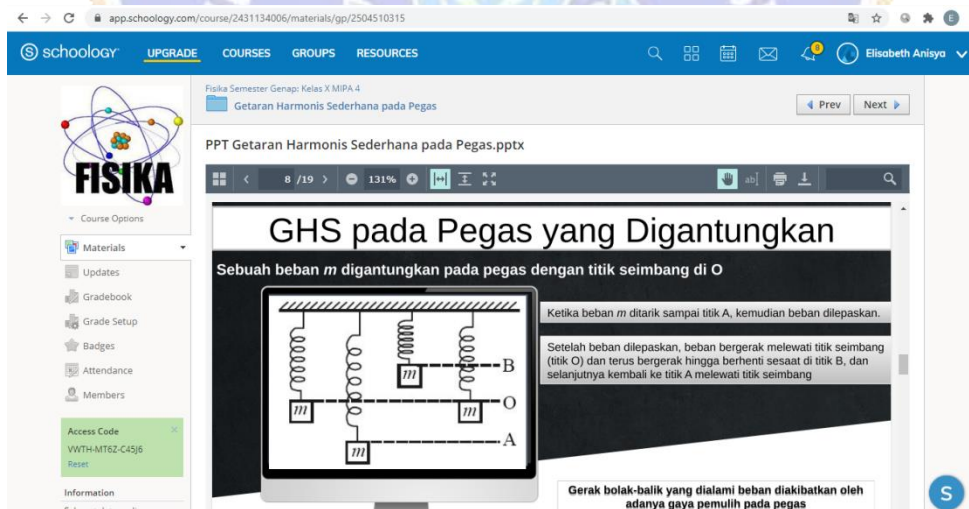 app.schoology.com/course/2431134006/materials/gp/2504510315
E
S schoology UPGRADE COURSES GROUPS RESOURCES 8 Elisabeth Anisya
Fisika Semester Genap: Kelas X MIPA 4
Getaran Harmonis Sederhana pada Pegas
Prev Next
PPT Getaran Harmonis Sederhana pada Pegas.pptx
8 /19 131%
FISIKA
Course Options
Materials
Updates
Gradebook
Grade Setup
Badges
Attendance
Members
Access Code
VWTH-MT6Z-C45J6
Reset
Information
GHS pada Pegas yang Digantungkan
Sebuah beban m digantungkan pada pegas dengan titik seimbang di O
m
m
m
m
B
O
A
Ketika beban m ditarik sampai titik A, kemudian beban dilepaskan.
Setelah beban dilepaskan, beban bergerak melewati titik seimbang
(titik O) dan terus bergerak hingga berhenti sesaat di titik B, dan
selanjutnya kembali ke titik A melewati titik seimbang
Gerak bolak-balik yang dialami beban diakibatkan oleh
adanya gaya pemulih pada pegas
S